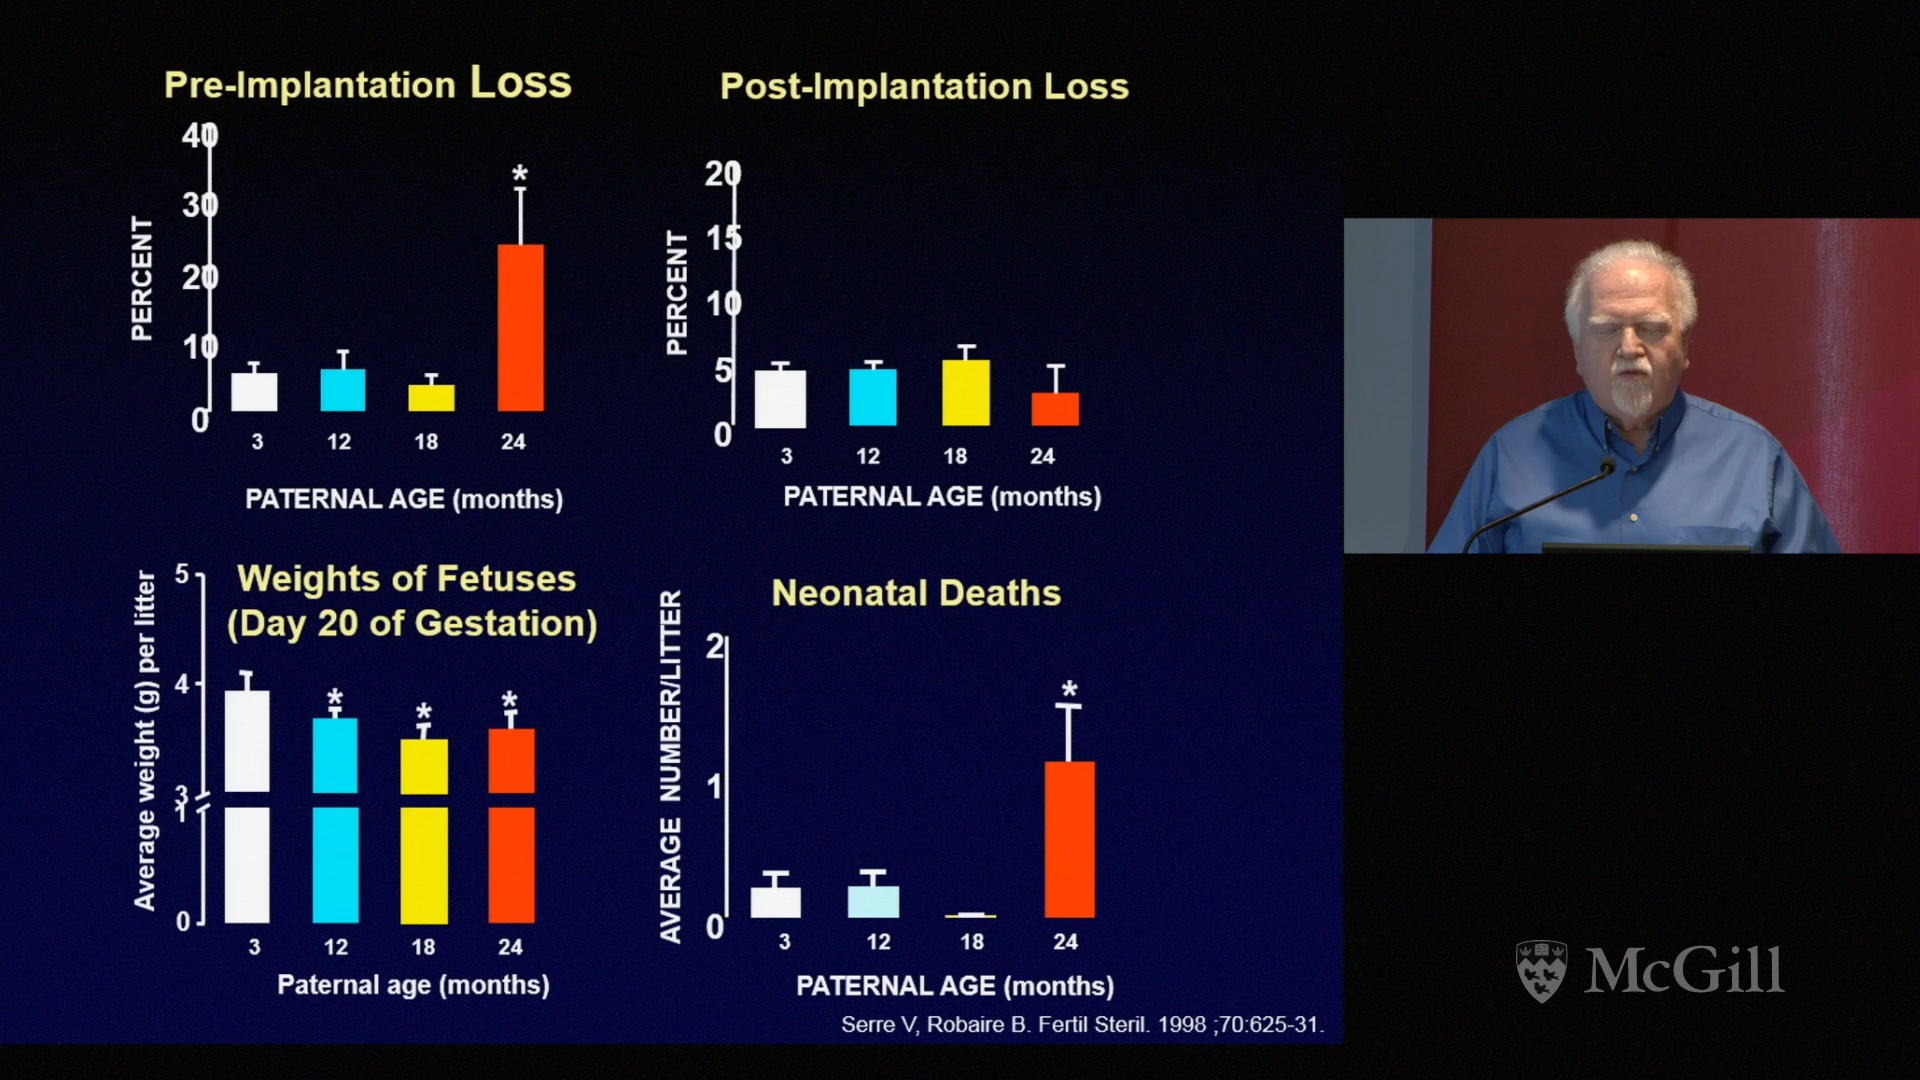 Pre-Implantation Loss
40
30
20
10
0
PERCENT
*
3 12 18 24
PATERNAL AGE (months)
Post-Implantation Loss
20
15
10
5
0
PERCENT
3 12 18 24
PATERNAL AGE (months)
Weights of Fetuses
(Day 20 of Gestation)
5
4
3
1
0
Average weight (g) per litter
* * *
3 12 18 24
Paternal age (months)
Neonatal Deaths
2
1
0
AVERAGE NUMBER/LITTER
*
3 12 18 24
PATERNAL AGE (months)
Serre V, Robaire B. Fertil Steril. 1998 ;70:625-31.
McGill